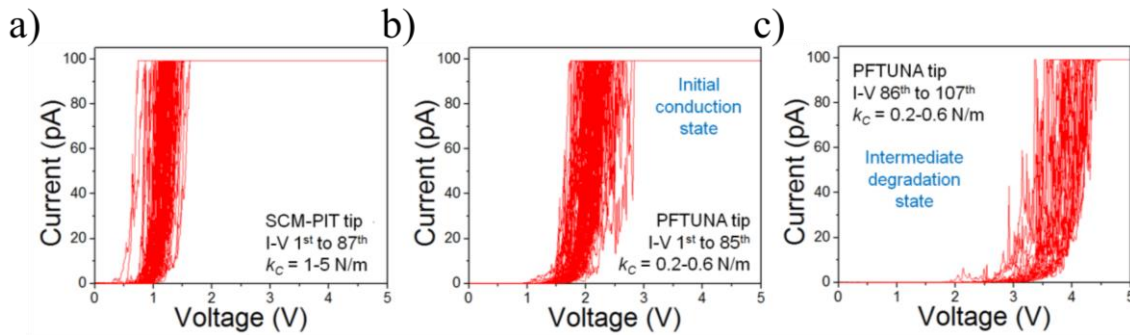 a)
100
80
60
40
20
0
Current (pA)
0 1 2 3 4 5
Voltage (V)
SCM-PIT tip
I-V 1st to 87th
kC = 1-5 N/m
b)
100
80
60
40
20
0
Current (pA)
0 1 2 3 4 5
Voltage (V)
Initial
conduction
state
PFTUNA tip
I-V 1st to 85th
kC = 0.2-0.6 N/m
c)
100
80
60
40
20
0
Current (pA)
0 1 2 3 4 5
Voltage (V)
PFTUNA tip
I-V 86th to 107th
kC = 0.2-0.6 N/m
Intermediate
degradation
state